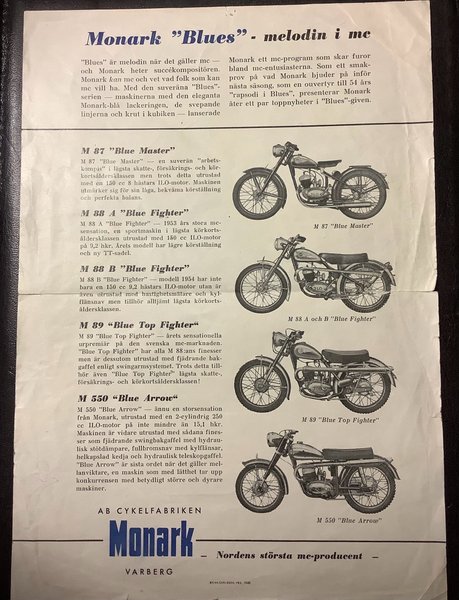 Monark "Blues" - melodin i mc
"Blues" är melodin när det gäller mc —
och Monark heter succékompositören.
Monark kan mc och vet vad folk som kan
mc vill ha. Med den suveräna "Blues"-
serien — maskinerna med den eleganta
Monark-blå lackeringen, de svepande
linjerna och krut i kubiken — lanserade
Monark ett mc-program som skar furor
bland mc-entusiasterna. Som ett smak-
prov på vad Monark bjuder på inför
nästa säsong, som en ouvertyr till 54 års
"rapsodi i Blues", presenterar Monark
åter ett par toppnyheter i "Blues"-given.
M 87 "Blue Master"
M 87 "Blue Master" — en suverän "arbets-
kompis" i lägsta skatte-, försäkrings- och kör-
kortsåldersklassen men trots detta utrustad
med en 150 cc 8 hästars ILO-motor. Maskinen
utmärker sig för sin låga, bekväma körställning
och perfekta balans.
M 87 "Blue Master"
M 88 A "Blue Fighter"
M 88 A "Blue Fighter" — 1953 års stora mc-
sensation, en sportmaskin i lägsta körkorts-
åldersklassen utrustad med 150 cc ILO-motor
på 9,2 hkr. Årets modell har lägre körställning
och ny TT-sadel.
M 88 B "Blue Fighter"
M 88 B "Blue Fighter" — modell 1954 har inte
bara en 150 cc 9,2 hästars ILO-motor utan är
även utrustad med hastighetsmätare och kyl-
flänsnav men tillhör alltjämt lägsta körkorts-
åldersklassen.
M 88 A och B "Blue Fighter"
M 89 "Blue Top Fighter"
M 89 "Blue Top Fighter" — årets sensationella
urpremiär på den svenska mc-marknaden.
"Blue Top Fighter" har alla M 88:ans finesser
men är dessutom utrustad med fjädrande bak-
gaffel enligt swingarmsystemet. Trots detta till-
hör även "Blue Top Fighter" lägsta skatte-,
försäkrings- och körkortsåldersklassen!
M 89 "Blue Top Fighter"
M 550 "Blue Arrow"
M 550 "Blue Arrow" — ännu en storsensation
från Monark, utrustad med en 2-cylindrig 250
cc ILO-motor på inte mindre än 15,1 hkr.
Maskinen är vidare utrustad med sådana fines-
ser som fjädrande swingbakgaffel med hydrau-
lisk stötdämpare, fullbromsnav med kylflänsar,
helkapslad kedja och hydraulisk teleskopgaffel.
"Blue Arrow" är sista ordet när det gäller mel-
lanviktare, en maskin som med lätthet tar upp
konkurrensen med betydligt större och dyrare
maskiner.
M 550 "Blue Arrow"
AB CYKELFABRIKEN
Monark
VARBERG
— Nordens största mc-producent —